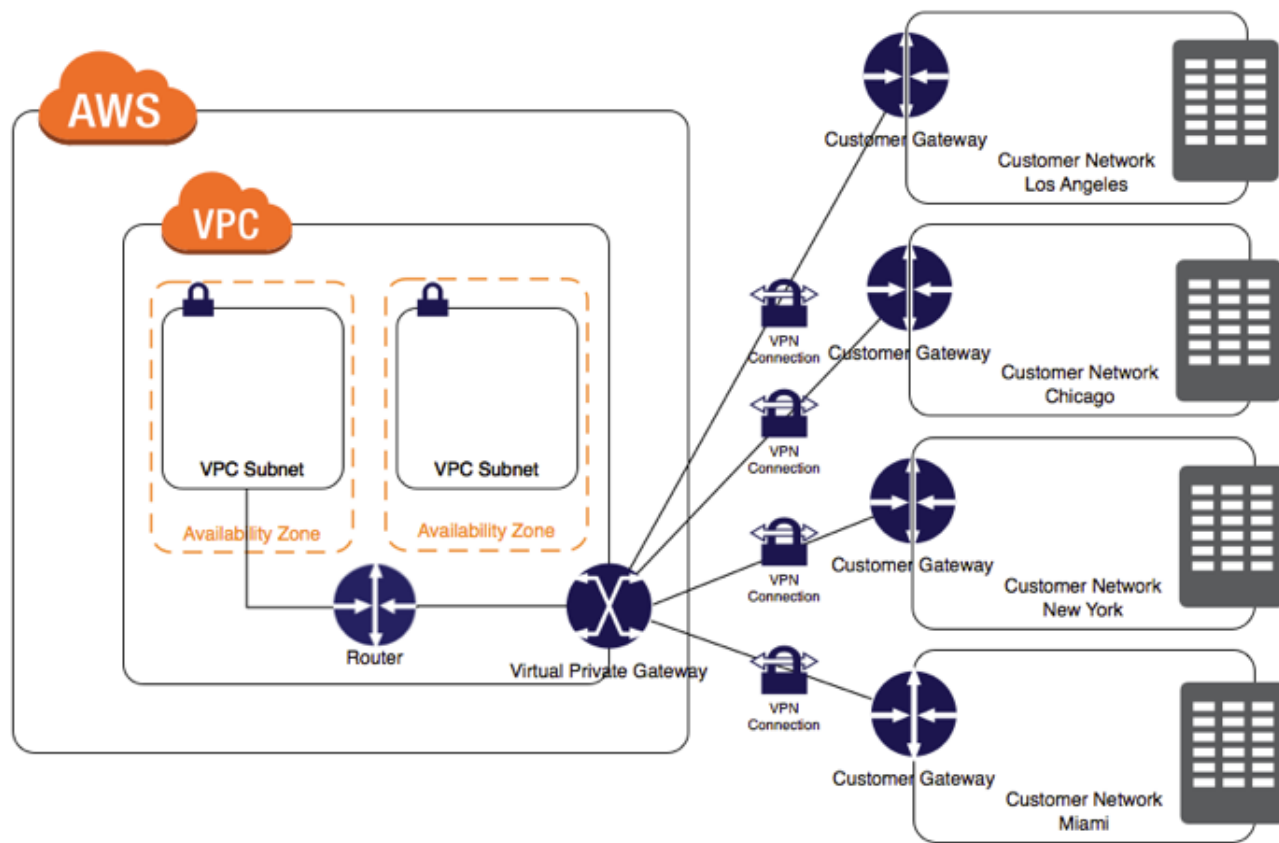 AWS
VPC
VPC Subnet
Availability Zone
VPC Subnet
Availability Zone
Router
Virtual Private Gateway
VPN
Connection
VPN
Connection
VPN
Connection
VPN
Connection
Customer Gateway
Customer Network
Los Angeles
Customer Gateway
Customer Network
Chicago
Customer Gateway
Customer Network
New York
Customer Gateway
Customer Network
Miami